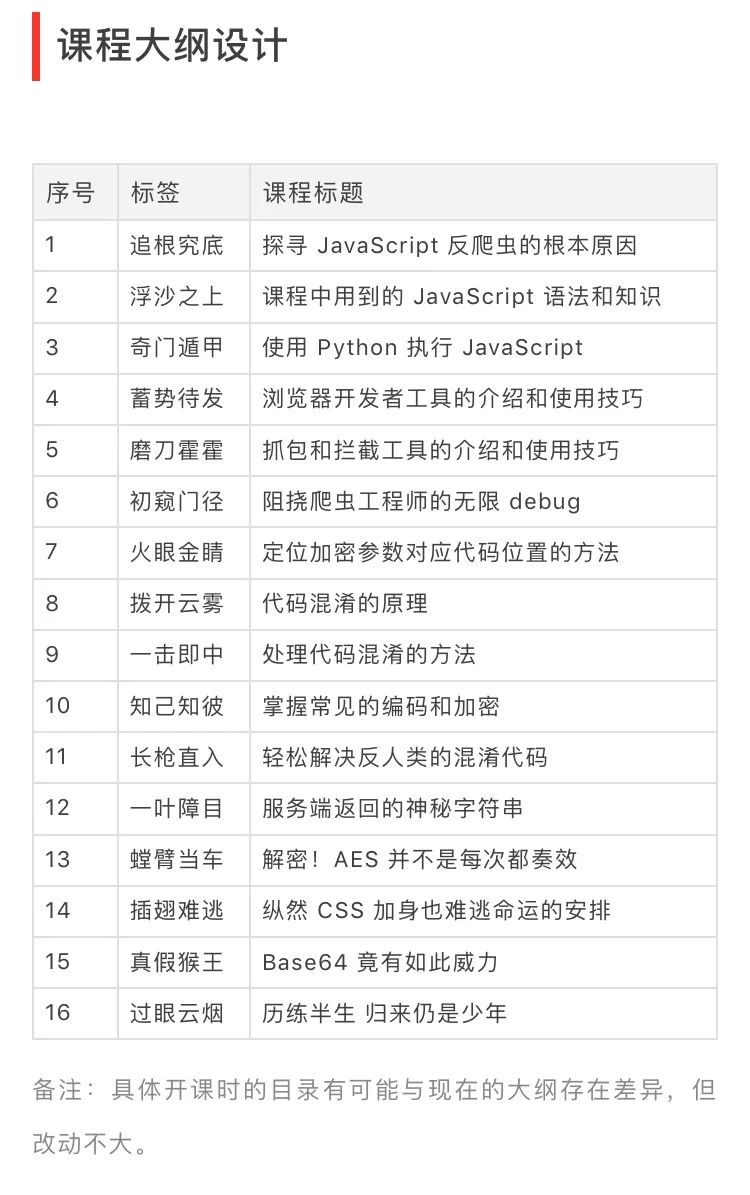 课程大纲设计
序号 标签 课程标题
1 追根究底 探寻 JavaScript 反爬虫的根本原因
2 浮沙之上 课程中用到的 JavaScript 语法和知识
3 奇门遁甲 使用 Python 执行 JavaScript
4 蓄势待发 浏览器开发者工具的介绍和使用技巧
5 磨刀霍霍 抓包和拦截工具的介绍和使用技巧
6 初窥门径 阻挠爬虫工程师的无限 debug
7 火眼金睛 定位加密参数对应代码位置的方法
8 拨开云雾 代码混淆的原理
9 一击即中 处理代码混淆的方法
10 知己知彼 掌握常见的编码和加密
11 长枪直入 轻松解决反人类的混淆代码
12 一叶障目 服务端返回的神秘字符串
13 螳臂当车 解密！AES 并不是每次都奏效
14 插翅难逃 纵然 CSS 加身也难逃命运的安排
15 真假猴王 Base64 竟有如此威力
16 过眼云烟 历练半生 归来仍是少年
备注：具体开课时的目录有可能与现在的大纲存在差异，但
改动不大。